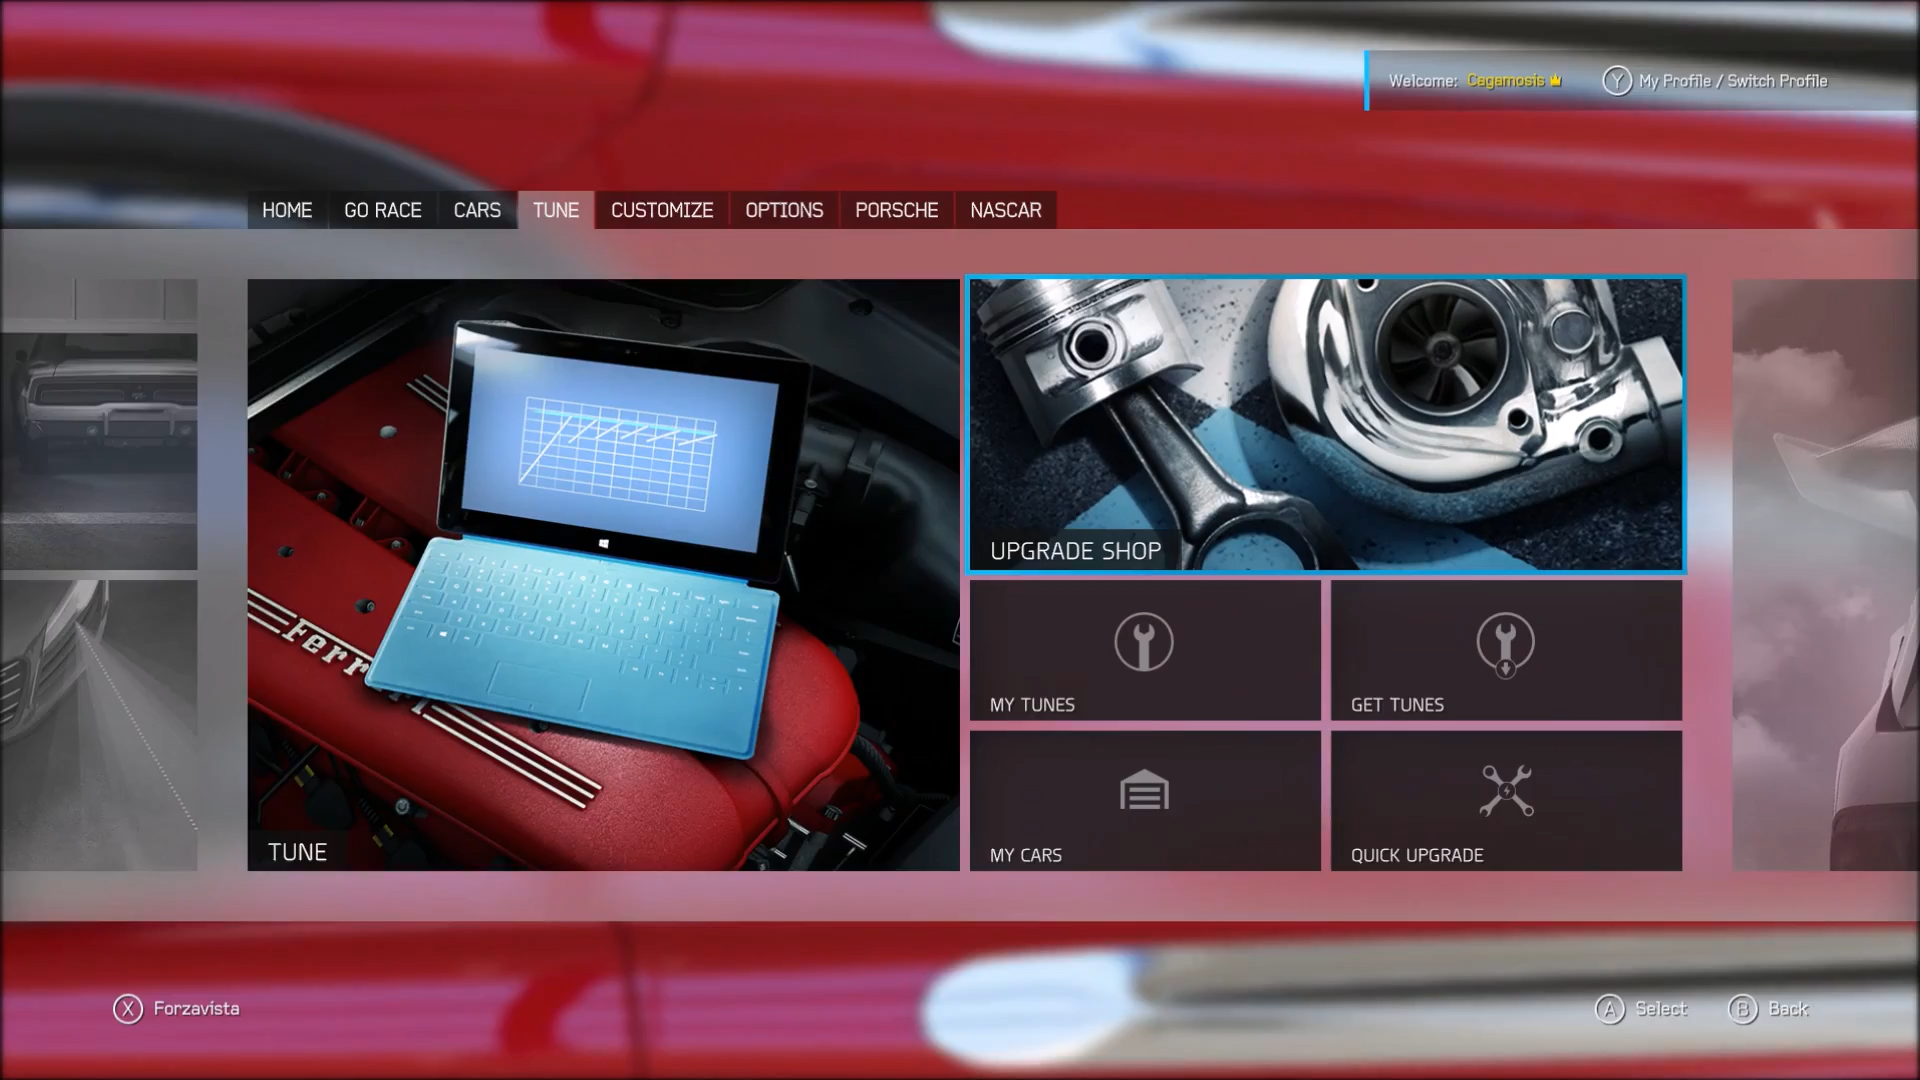 Welcome: Cagamosis
Y My Profile / Switch Profile
HOME GO RACE CARS TUNE CUSTOMIZE OPTIONS PORSCHE NASCAR
UPGRADE SHOP
Ferr
MY TUNES
GET TUNES
TUNE
MY CARS
QUICK UPGRADE
X Forzavista
A Select
B Back